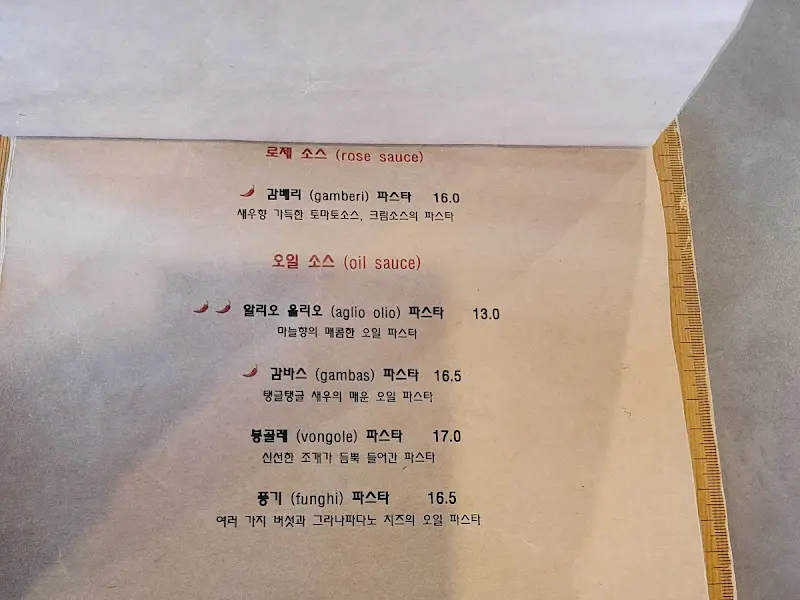 로제 소스 (rose sauce)
감베리 (gamberi) 파스타 16.0
새우향 가득한 토마토소스, 크림소스의 파스타
오일 소스 (oil sauce)
알리오 올리오 (aglio olio) 파스타 13.0
마늘향의 매콤한 오일 파스타
감바스 (gambas) 파스타 16.5
탱글탱글 새우의 매운 오일 파스타
봉골레 (vongole) 파스타 17.0
신선한 조개가 듬뿍 들어간 파스타
풍기 (funghi) 파스타 16.5
여러 가지 버섯과 그라나파다노 치즈의 오일 파스타